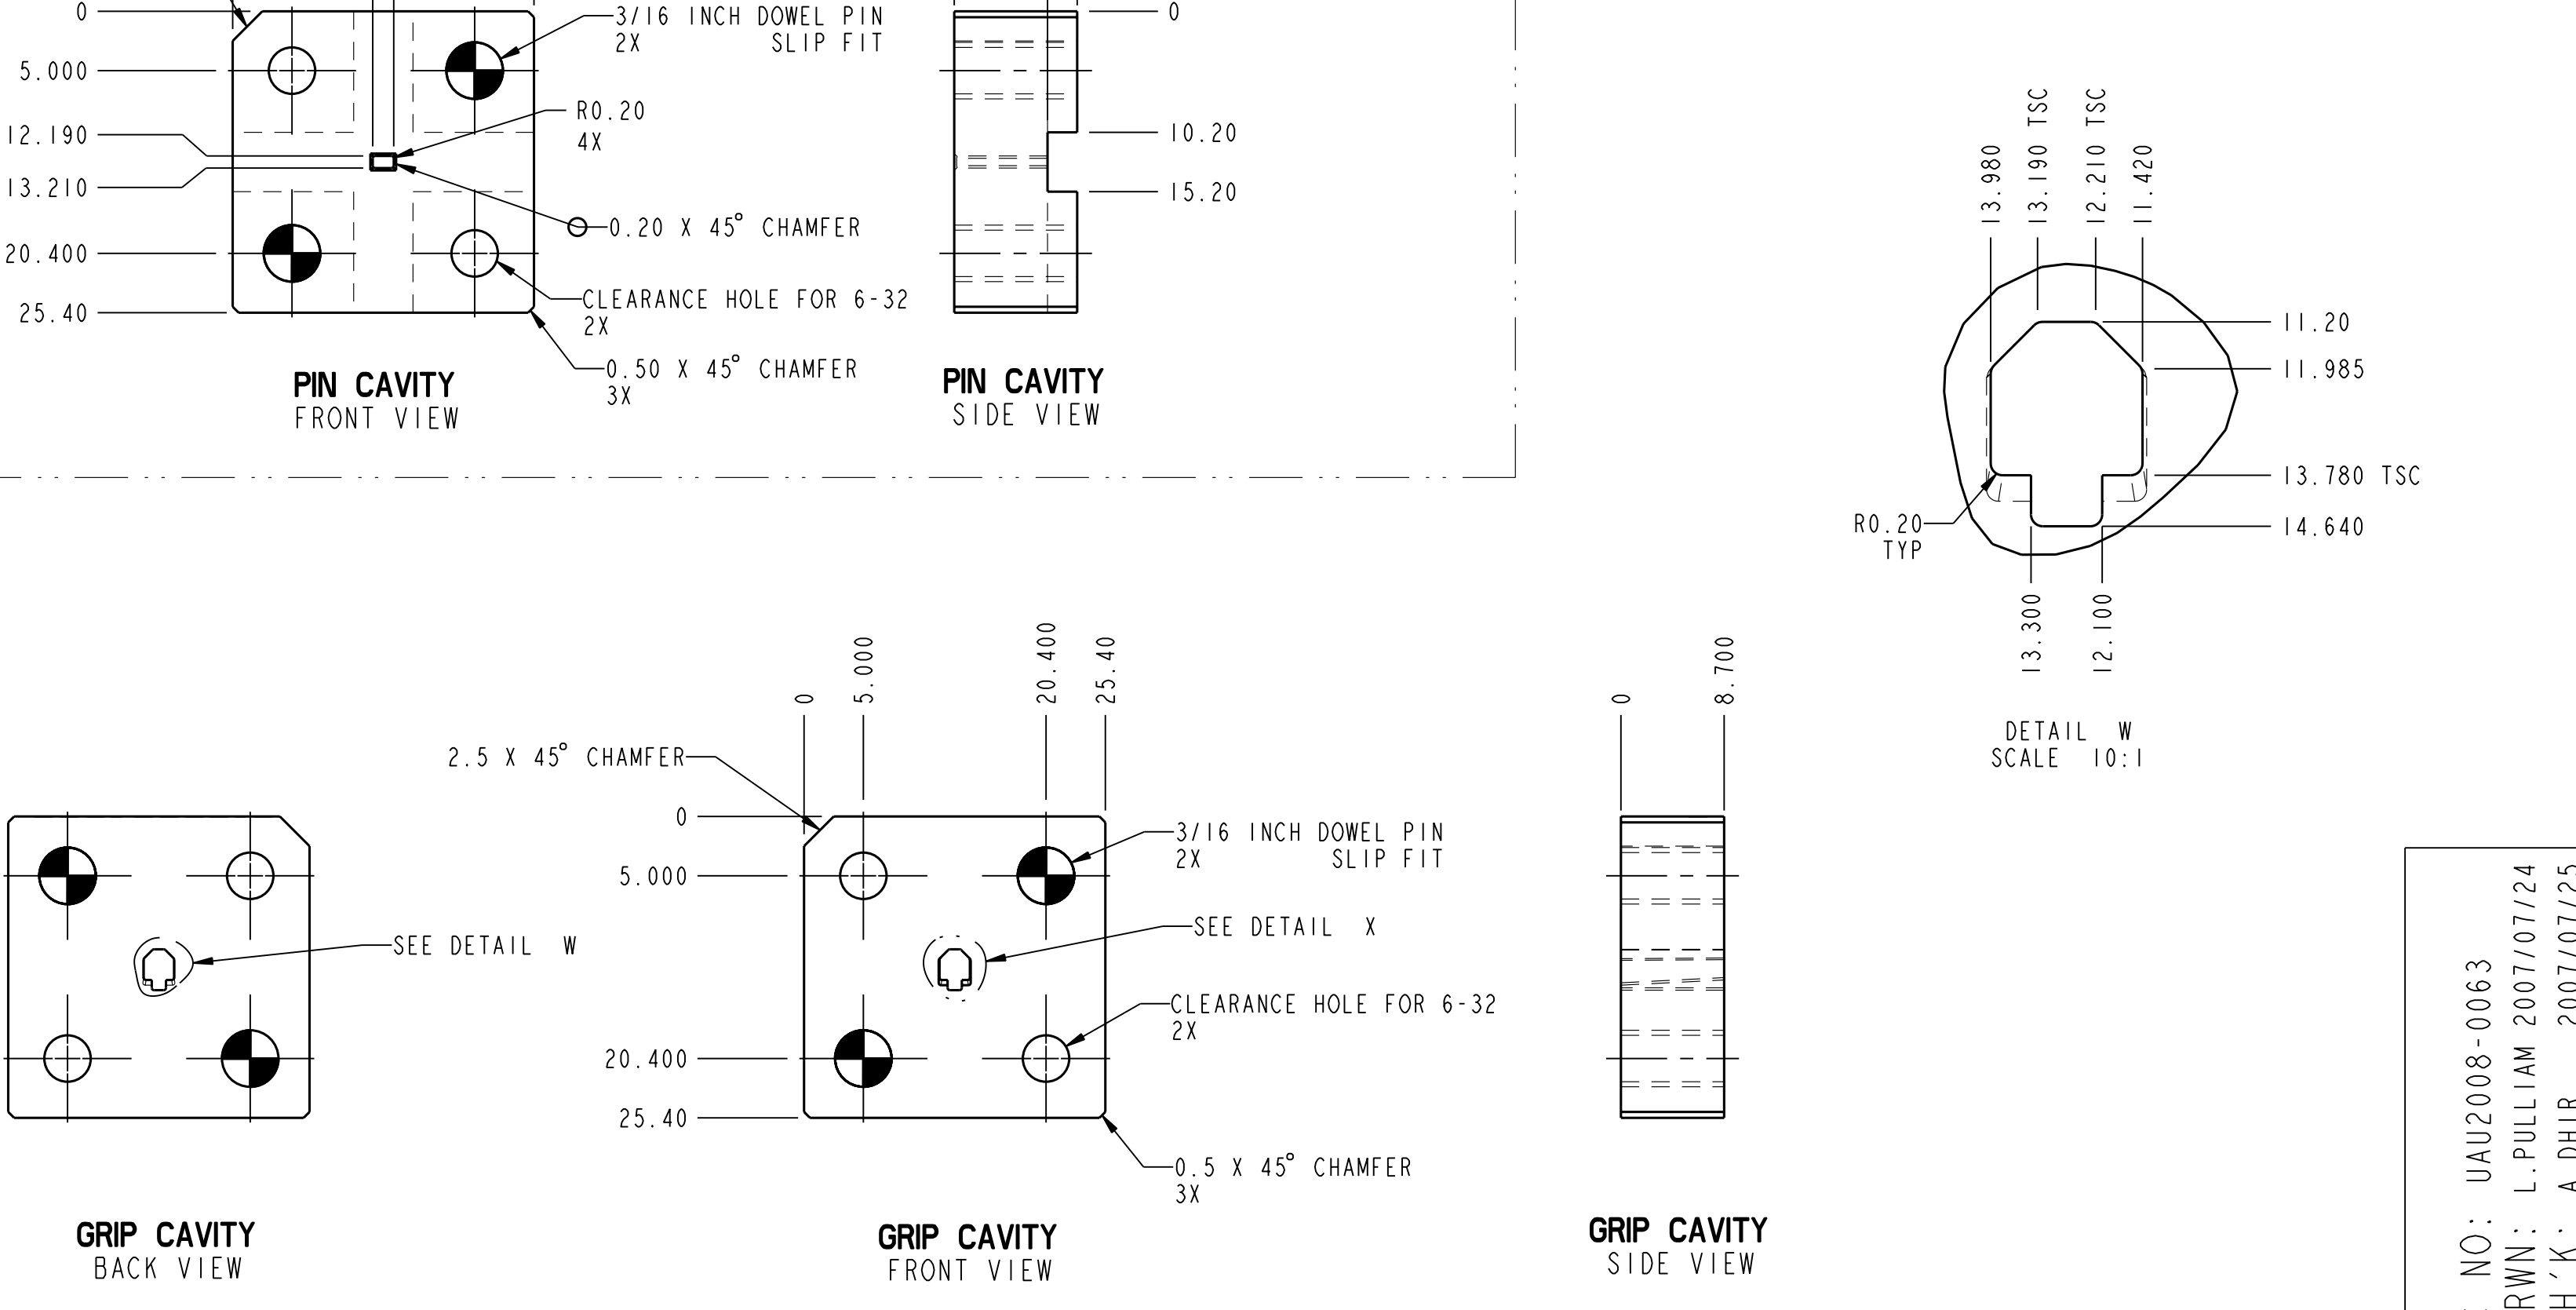 0
5.000
12.190
13.210
20.400
25.40
3/16 INCH DOWEL PIN
2X SLIP FIT
R0.20
4X
0.20 X 45° CHAMFER
CLEARANCE HOLE FOR 6-32
2X
0.50 X 45° CHAMFER
3X
PIN CAVITY
FRONT VIEW
0
10.20
15.20
PIN CAVITY
SIDE VIEW
13.980
13.190 TSC
12.210 TSC
11.420
11.20
11.985
13.780 TSC
14.640
R0.20
TYP
13.300
12.100
DETAIL W
SCALE 10:1
SEE DETAIL W
GRIP CAVITY
BACK VIEW
0
5.000
20.400
25.40
2.5 X 45° CHAMFER
0
5.000
20.400
25.40
3/16 INCH DOWEL PIN
2X SLIP FIT
SEE DETAIL X
CLEARANCE HOLE FOR 6-32
2X
0.5 X 45° CHAMFER
3X
GRIP CAVITY
FRONT VIEW
0
8.700
GRIP CAVITY
SIDE VIEW
NO: UAU2008-0063
RWN: L.PULLIAM 2007/07/24
H'K: A DHIR 2007/07/25